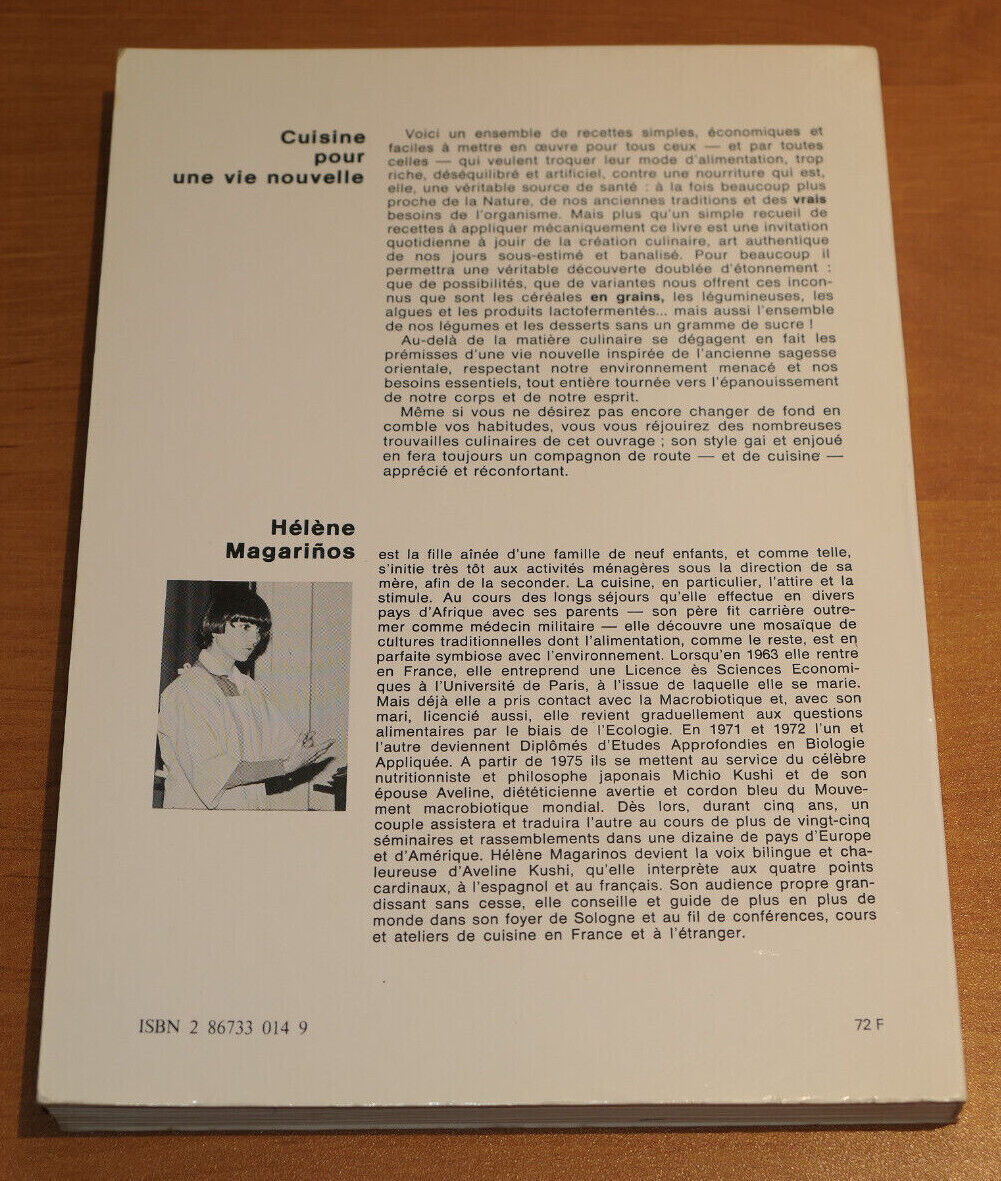 Cuisine
pour
une vie nouvelle
Voici un ensemble de recettes simples, économiques et
faciles à mettre en œuvre pour tous ceux — et par toutes
celles — qui veulent troquer leur mode d'alimentation, trop
riche, déséquilibré et artificiel, contre une nourriture qui est,
elle, une véritable source de santé : à la fois beaucoup plus
proche de la Nature, de nos anciennes traditions et des vrais
besoins de l'organisme. Mais plus qu'un simple recueil de
recettes à appliquer mécaniquement ce livre est une invitation
quotidienne à jouir de la création culinaire, art authentique
de nos jours sous-estimé et banalisé. Pour beaucoup il
permettra une véritable découverte doublée d'étonnement :
que de possibilités, que de variantes nous offrent ces incon-
nus que sont les céréales en grains, les légumineuses, les
algues et les produits lactofermentés... mais aussi l'ensemble
de nos légumes et les desserts sans un gramme de sucre !
Au-delà de la matière culinaire se dégagent en fait les
prémisses d'une vie nouvelle inspirée de l'ancienne sagesse
orientale, respectant notre environnement menacé et nos
besoins essentiels, tout entière tournée vers l'épanouissement
de notre corps et de notre esprit.
Même si vous ne désirez pas encore changer de fond en
comble vos habitudes, vous vous réjouirez des nombreuses
trouvailles culinaires de cet ouvrage ; son style gai et enjoué
en fera toujours un compagnon de route — et de cuisine —
apprécié et réconfortant.
Hélène
Magariños
est la fille aînée d'une famille de neuf enfants, et comme telle,
s'initie très tôt aux activités ménagères sous la direction de sa
mère, afin de la seconder. La cuisine, en particulier, l'attire et la
stimule. Au cours des longs séjours qu'elle effectue en divers
pays d'Afrique avec ses parents — son père fit carrière outre-
mer comme médecin militaire — elle découvre une mosaïque de
cultures traditionnelles dont l'alimentation, comme le reste, est en
parfaite symbiose avec l'environnement. Lorsqu'en 1963 elle rentre
en France, elle entreprend une Licence ès Sciences Economi-
ques à l'Université de Paris, à l'issue de laquelle elle se marie.
Mais déjà elle a pris contact avec la Macrobiotique et, avec son
mari, licencié aussi, elle revient graduellement aux questions
alimentaires par le biais de l'Ecologie. En 1971 et 1972 l'un et
l'autre deviennent Diplômés d'Etudes Approfondies en Biologie
Appliquée. A partir de 1975 ils se mettent au service du célèbre
nutritionniste et philosophe japonais Michio Kushi et de son
épouse Aveline, diététicienne avertie et cordon bleu du Mouve-
ment macrobiotique mondial. Dès lors, durant cinq ans, un
couple assistera et traduira l'autre au cours de plus de vingt-cinq
séminaires et rassemblements dans une dizaine de pays d'Europe
et d'Amérique. Hélène Magarinos devient la voix bilingue et cha-
leureuse d'Aveline Kushi, qu'elle interprète aux quatre points
cardinaux, à l'espagnol et au français. Son audience propre gran-
dissant sans cesse, elle conseille et guide de plus en plus de
monde dans son foyer de Sologne et au fil de conférences, cours
et ateliers de cuisine en France et à l'étranger.
ISBN 2 86733 014 9
72 F